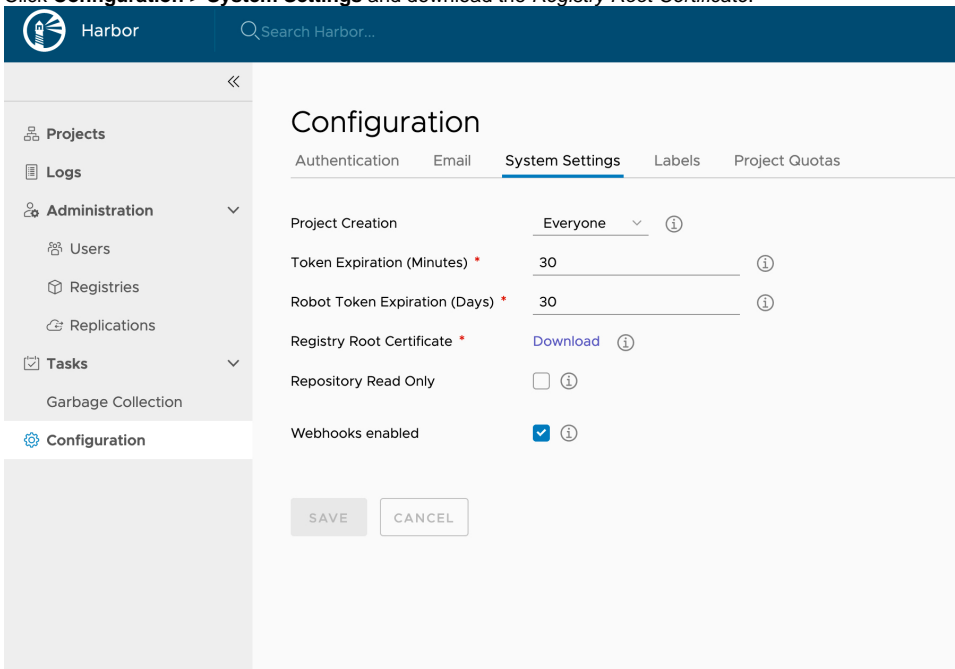 Click Configuration > System Settings and download the Registry Root Certificate.
Harbor
Search Harbor...
Projects
Logs
Administration
Users
Registries
Replications
Tasks
Garbage Collection
Configuration
Configuration
Authentication Email System Settings Labels Project Quotas
Project Creation Everyone
Token Expiration (Minutes) * 30
Robot Token Expiration (Days) * 30
Registry Root Certificate * Download
Repository Read Only
Webhooks enabled
SAVE CANCEL